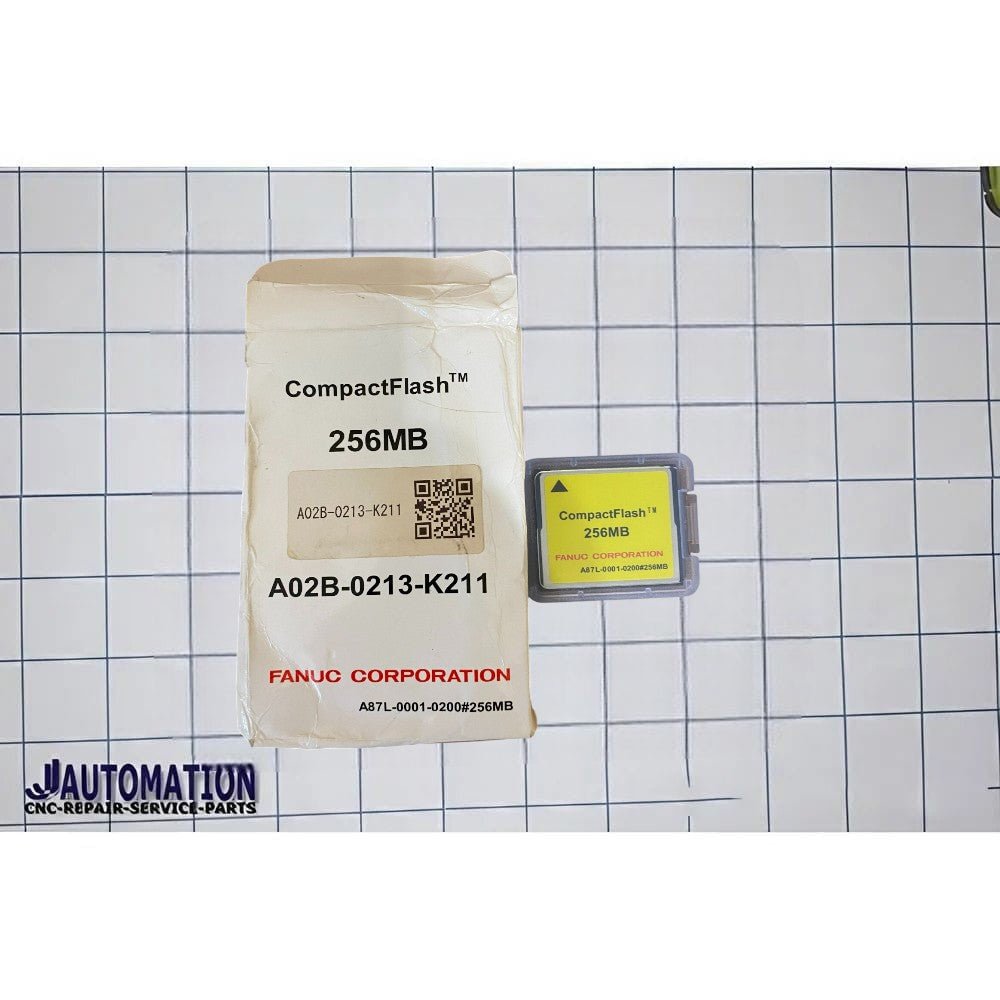 CompactFlash™
256MB
A02B-0213-K211
A02B-0213-K211
FANUC CORPORATION
A87L-0001-0200#256MB
CompactFlash™
256MB
FANUC CORPORATION
A87L-0001-0200#256MB
JJAUTOMATION
CNC-REPAIR-SERVICE-PARTS